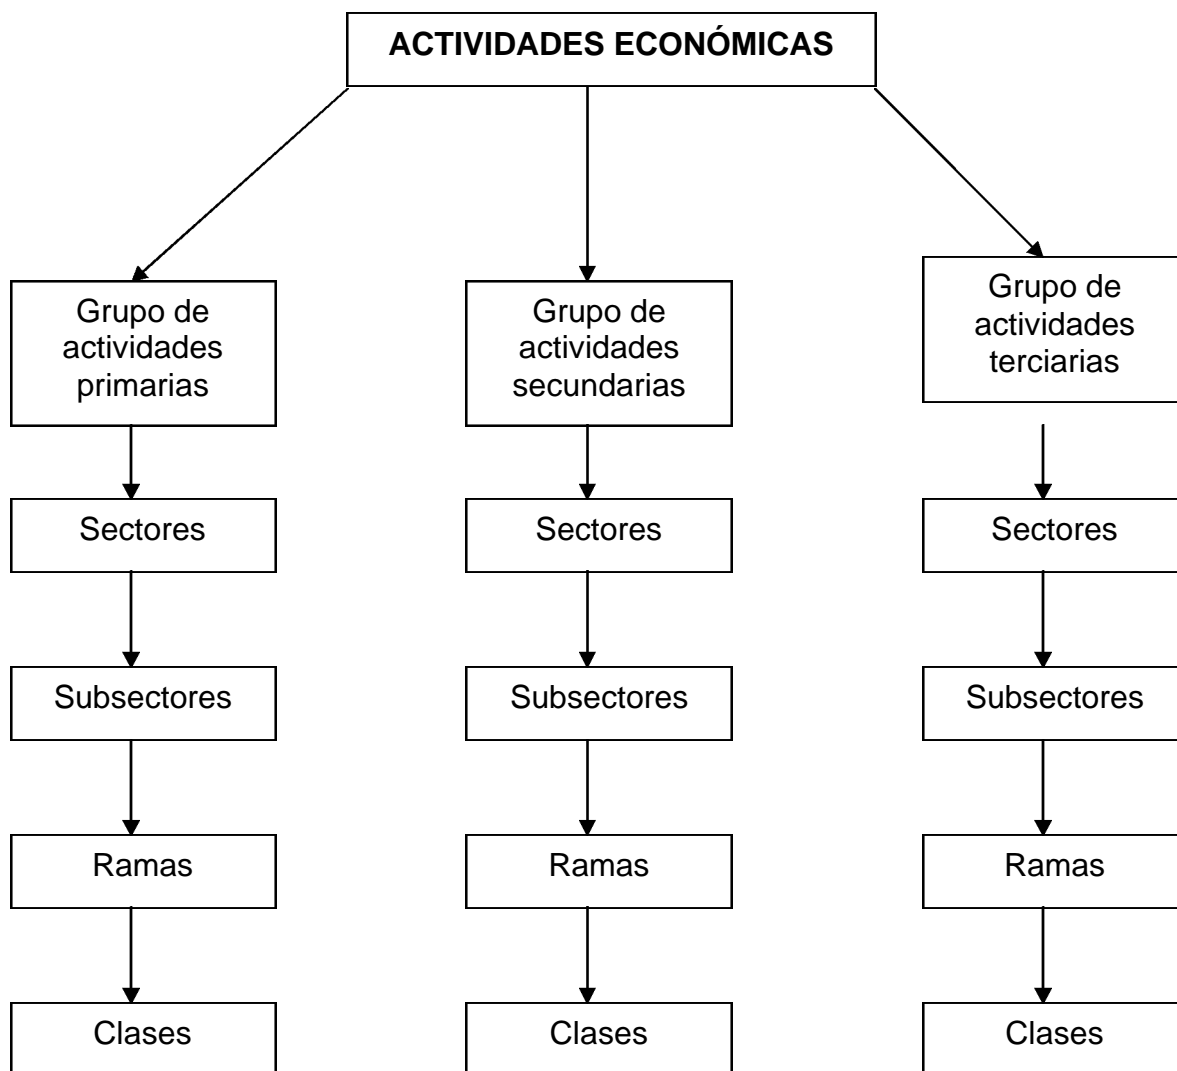 ACTIVIDADES ECONÓMICAS
Grupo de
actividades
primarias
Grupo de
actividades
secundarias
Grupo de
actividades
terciarias
Sectores
Sectores
Sectores
Subsectores
Subsectores
Subsectores
Ramas
Ramas
Ramas
Clases
Clases
Clases